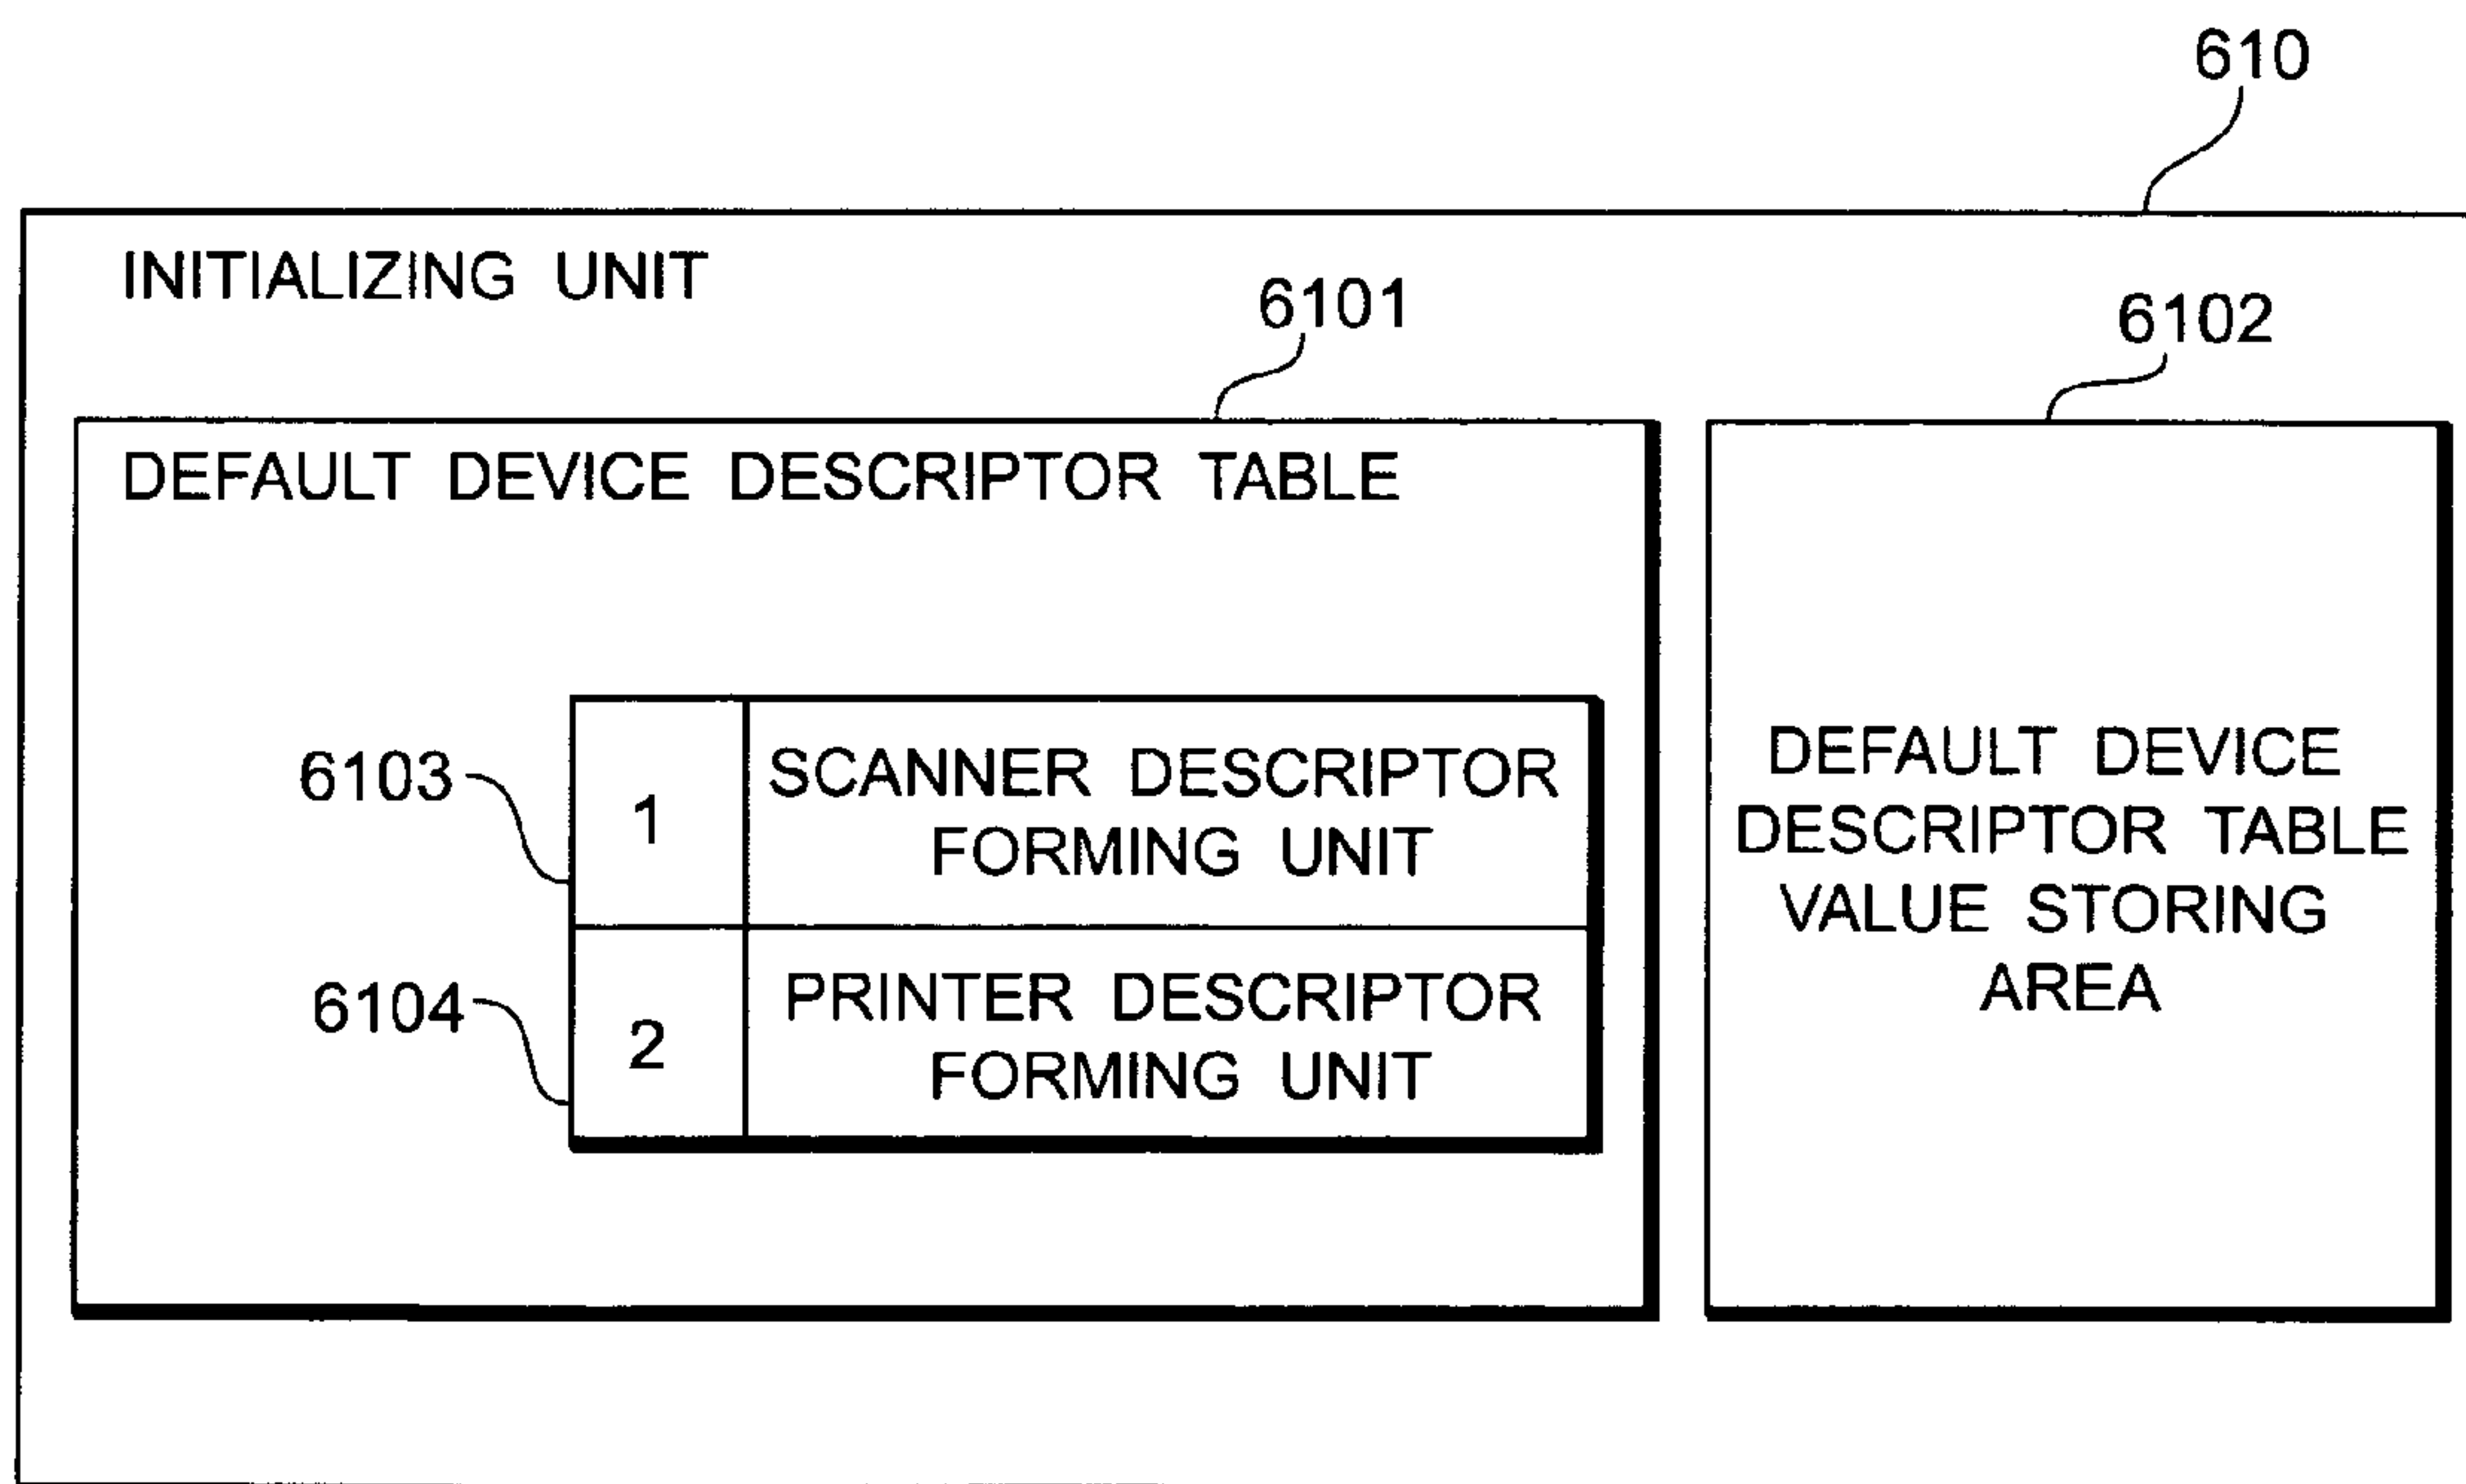 610
INITIALIZING UNIT
6101
6102
DEFAULT DEVICE DESCRIPTOR TABLE
6103
1
SCANNER DESCRIPTOR
FORMING UNIT
6104
2
PRINTER DESCRIPTOR
FORMING UNIT
DEFAULT DEVICE
DESCRIPTOR TABLE
VALUE STORING
AREA